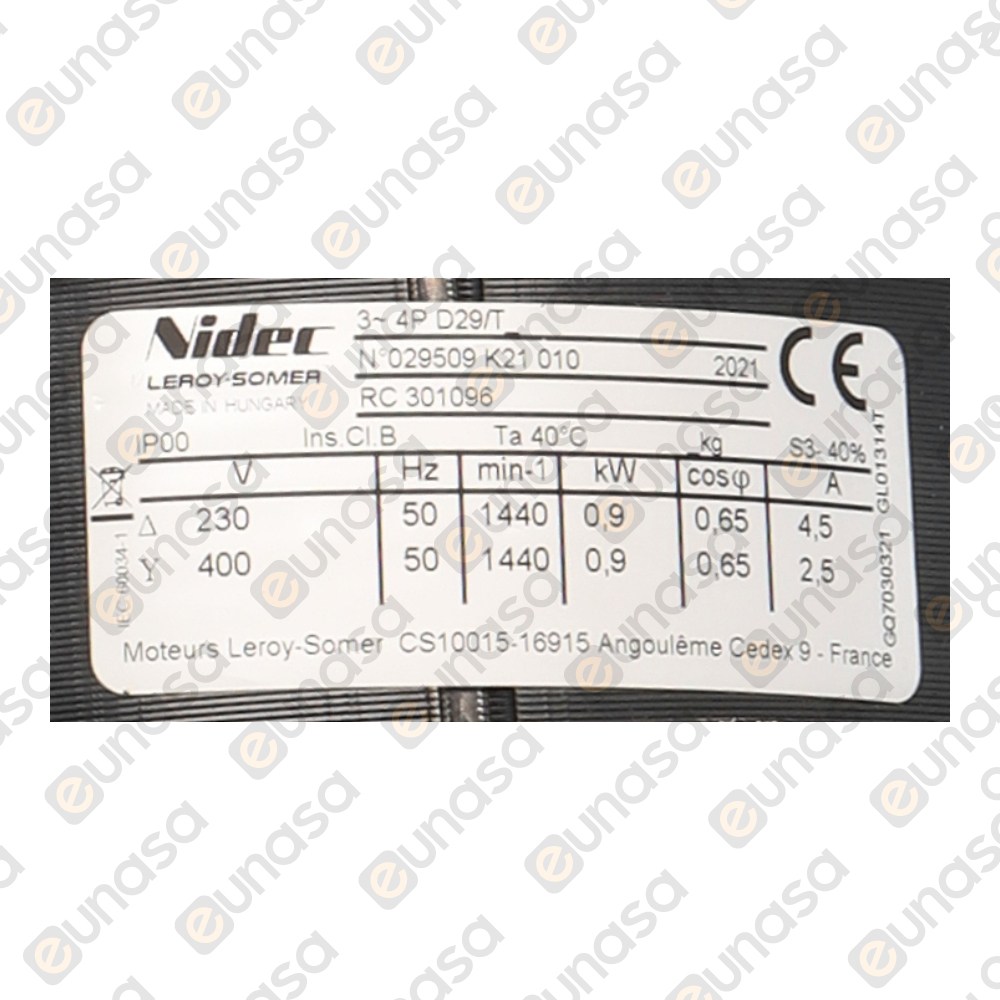 Nidec
LEROY-SOMER
MADE IN HUNGARY
3~ 4P D29/T
N°029509 K21 010 2021
RC 301096
CE
IP00 Ins.Cl.B Ta 40°C kg S3- 40%
V Hz min-1 kW cosφ A
Δ 230 50 1440 0,9 0,65 4,5
Y 400 50 1440 0,9 0,65 2,5
Moteurs Leroy-Somer CS10015-16915 Angoulême Cedex 9 - France
IEC 60034-1
GQ7030321 GL01314T
eunasa